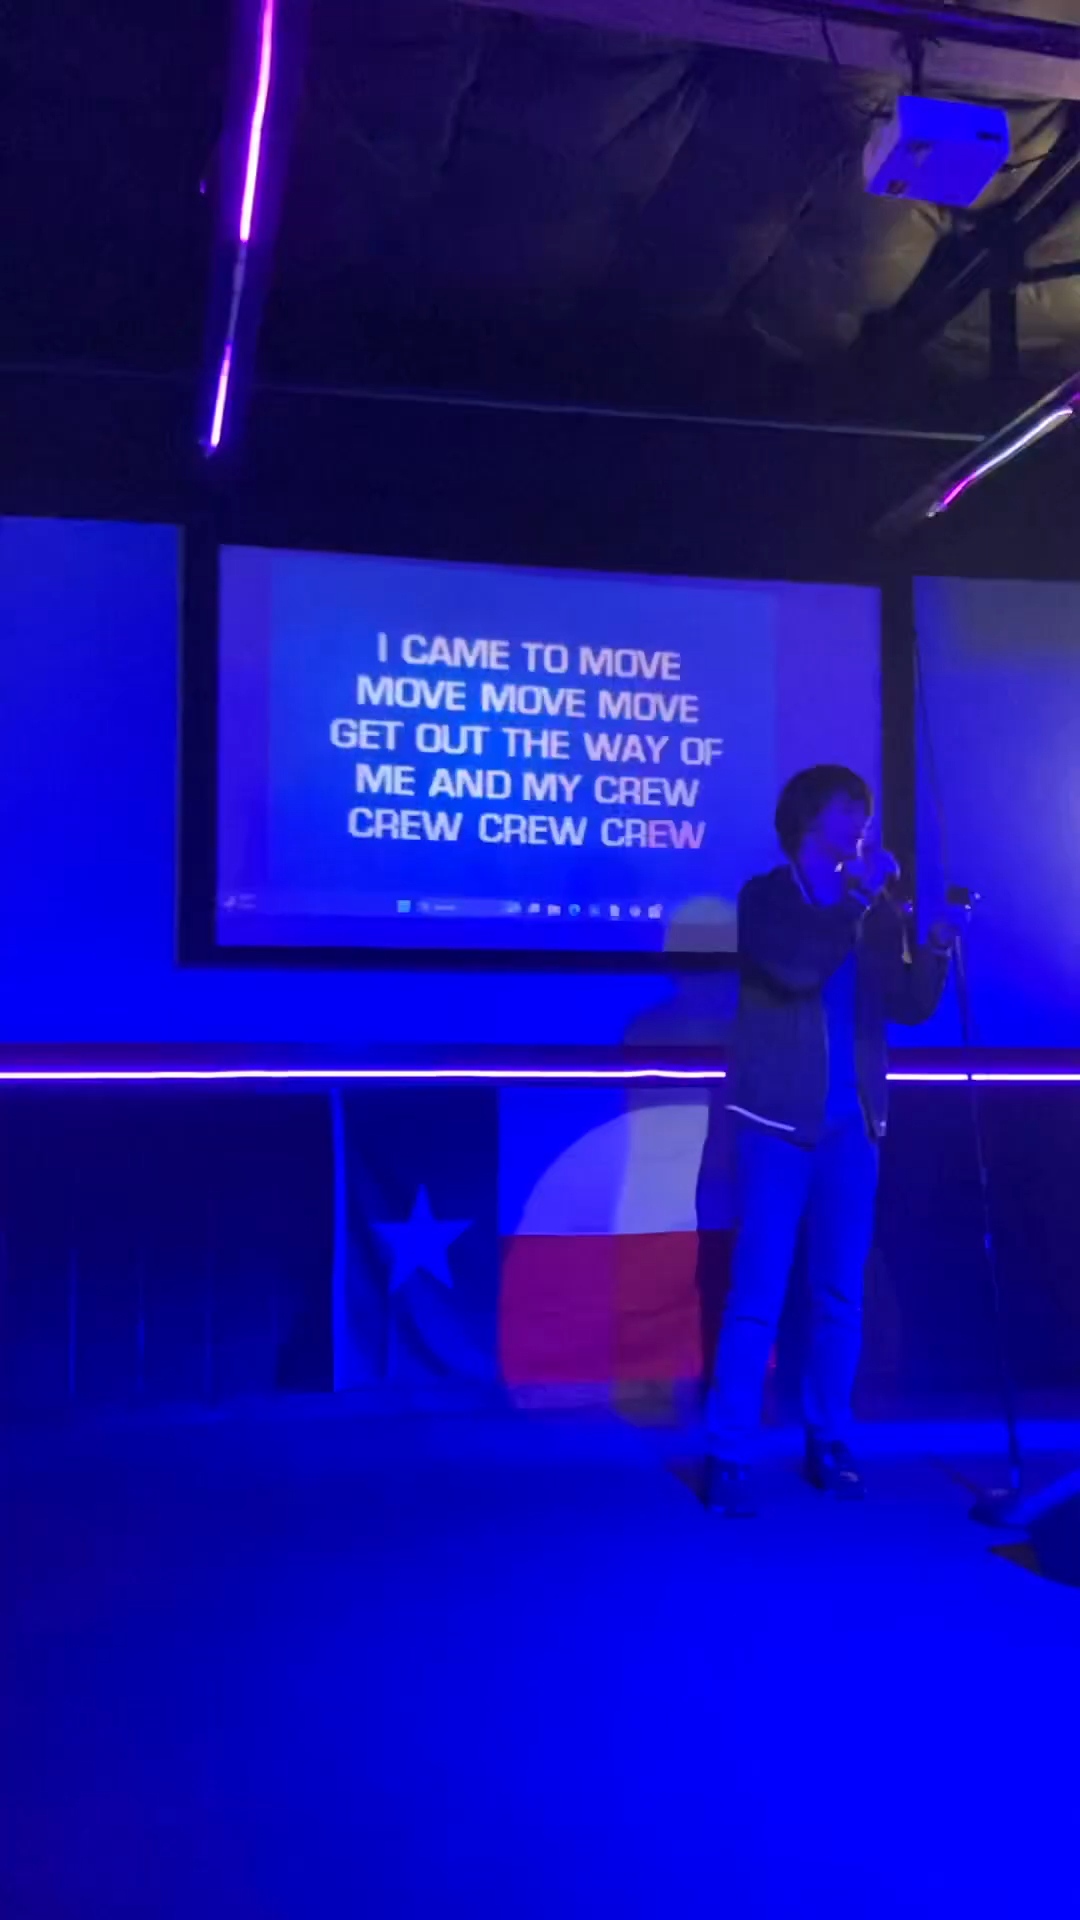 I CAME TO MOVE
MOVE MOVE MOVE
GET OUT THE WAY OF
ME AND MY CREW
CREW CREW CREW